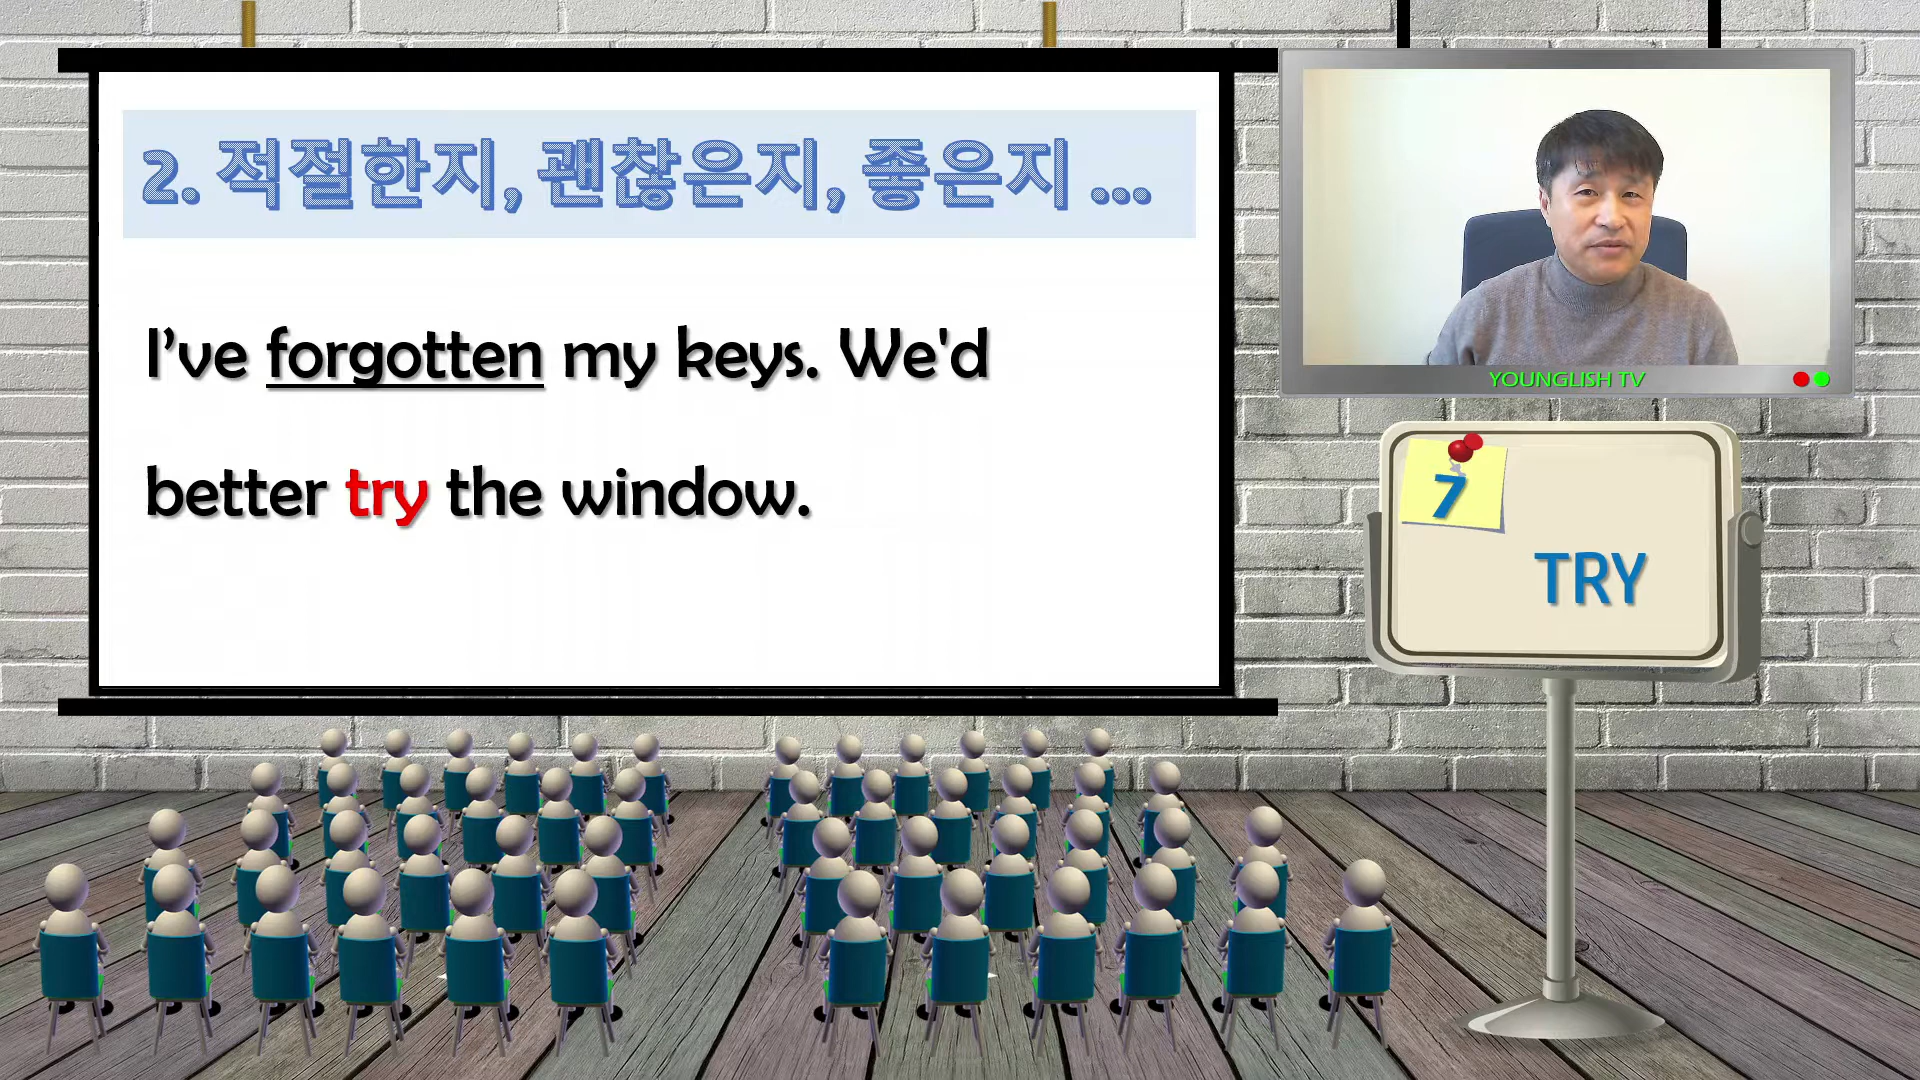 2. 적절한지, 괜찮은지, 좋은지 ...
I’ve forgotten my keys. We'd
better try the window.
YOUNGLISH TV
7
TRY